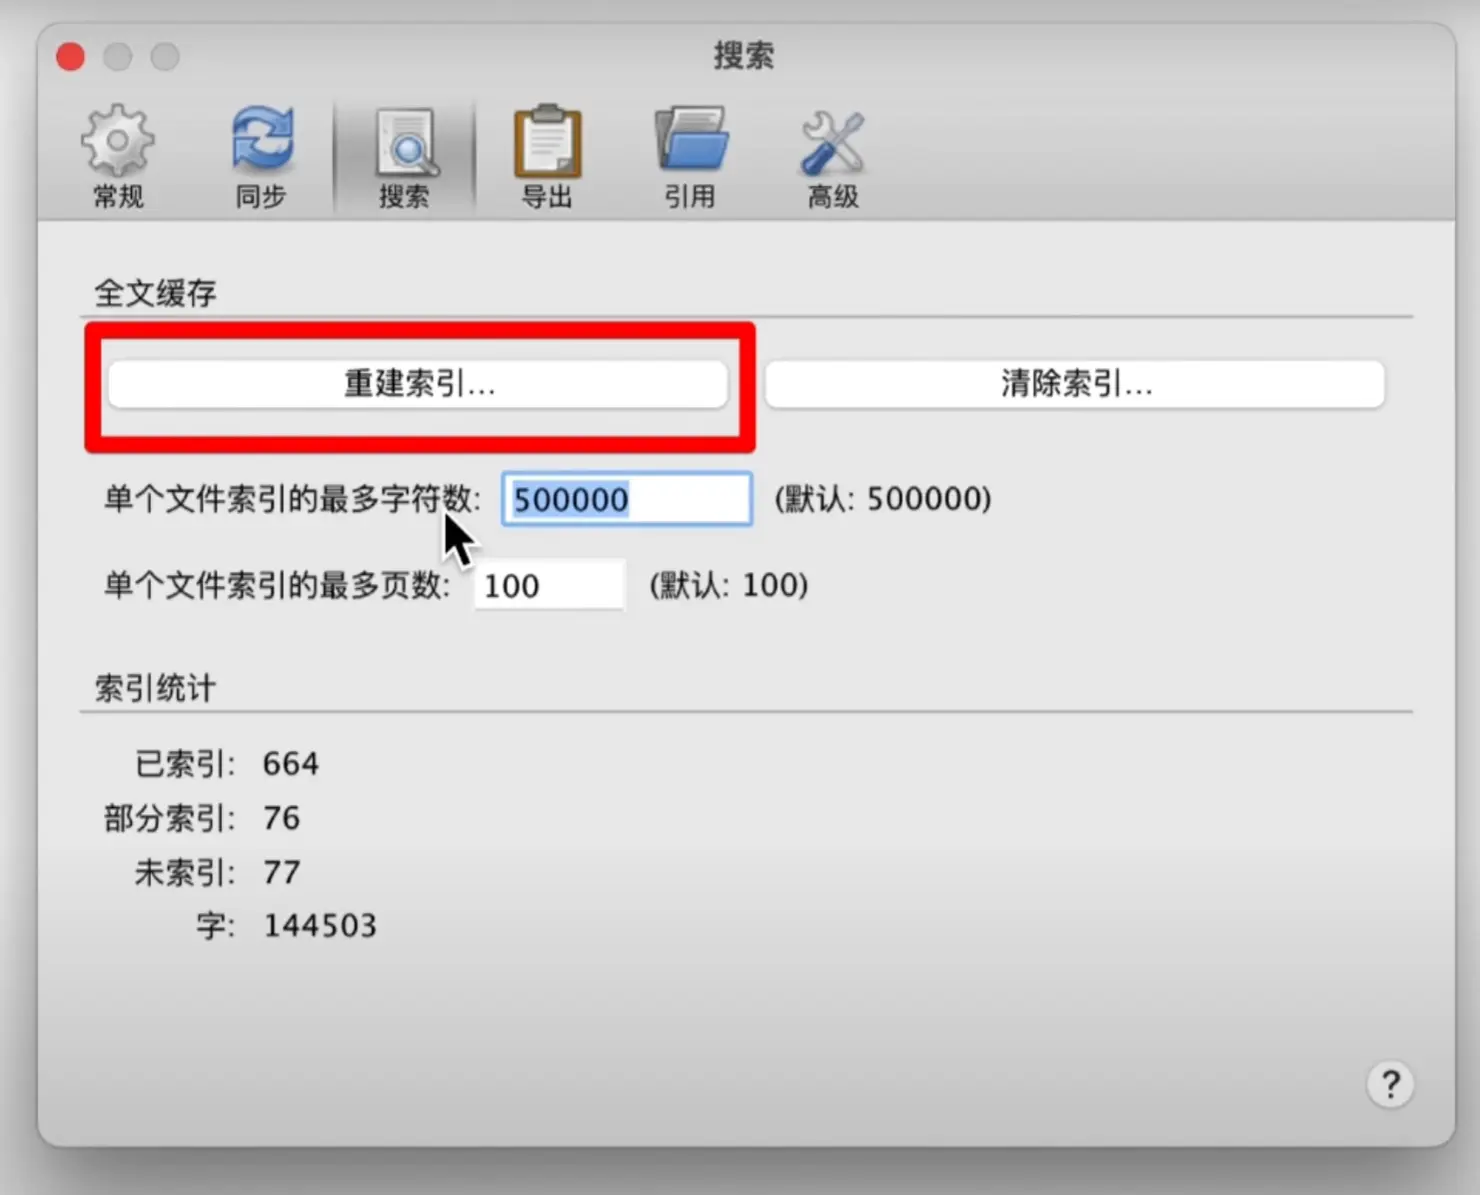 搜索
常规 同步 搜索 导出 引用 高级
全文缓存
重建索引... 清除索引...
单个文件索引的最多字符数: 500000 (默认: 500000)
单个文件索引的最多页数: 100 (默认: 100)
索引统计
已索引: 664
部分索引: 76
未索引: 77
字: 144503
?